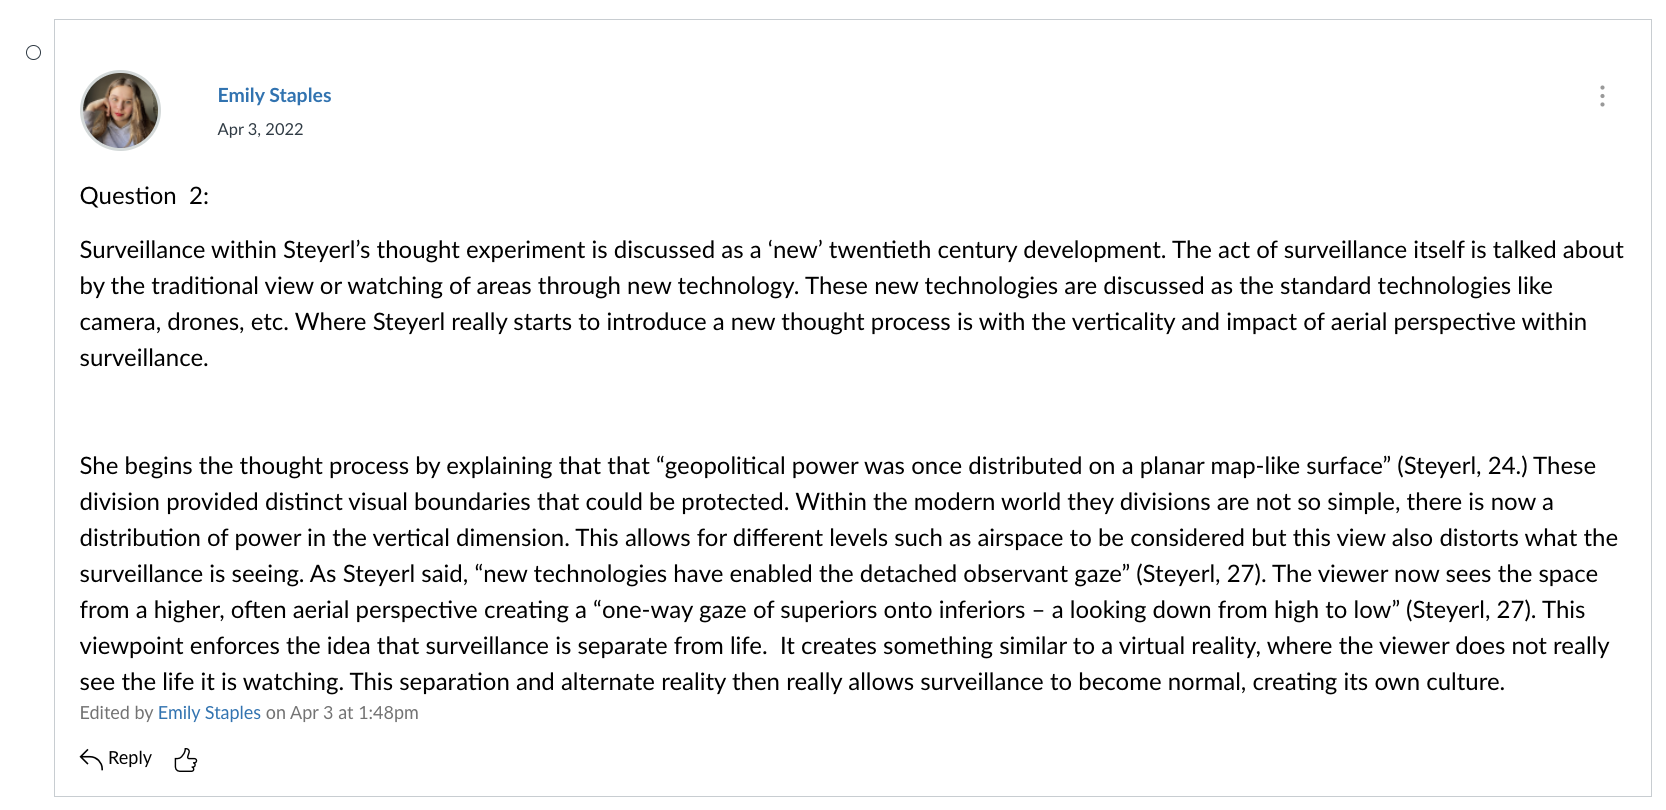 Emily Staples
Apr 3, 2022
Question  2:
Surveillance within Steyerl’s thought experiment is discussed as a ‘new’ twentieth century development. The act of surveillance itself is talked about
by the traditional view or watching of areas through new technology. These new technologies are discussed as the standard technologies like
camera, drones, etc. Where Steyerl really starts to introduce a new thought process is with the verticality and impact of aerial perspective within
surveillance.
She begins the thought process by explaining that that “geopolitical power was once distributed on a planar map-like surface” (Steyerl, 24.) These
division provided distinct visual boundaries that could be protected. Within the modern world they divisions are not so simple, there is now a
distribution of power in the vertical dimension. This allows for different levels such as airspace to be considered but this view also distorts what the
surveillance is seeing. As Steyerl said, “new technologies have enabled the detached observant gaze” (Steyerl, 27). The viewer now sees the space
from a higher, often aerial perspective creating a “one-way gaze of superiors onto inferiors – a looking down from high to low” (Steyerl, 27). This
viewpoint enforces the idea that surveillance is separate from life.  It creates something similar to a virtual reality, where the viewer does not really
see the life it is watching. This separation and alternate reality then really allows surveillance to become normal, creating its own culture.
Edited by Emily Staples on Apr 3 at 1:48pm
Reply